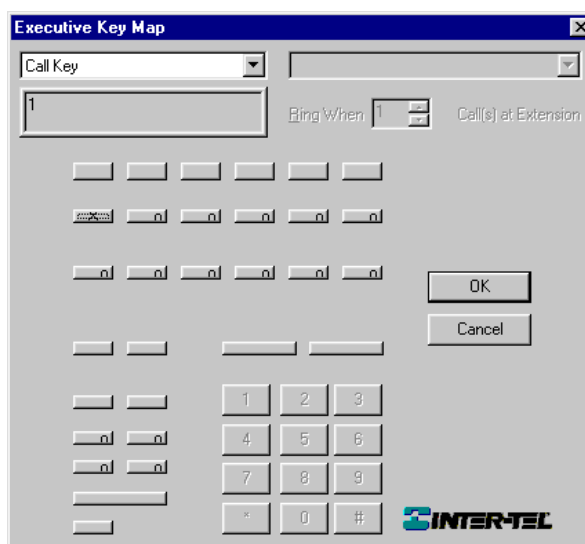 Executive Key Map
Call Key
1
Ring When 1 Call(s) at Extension
OK
Cancel
1 2 3
4 5 6
7 8 9
* 0 #
INTER-TEL